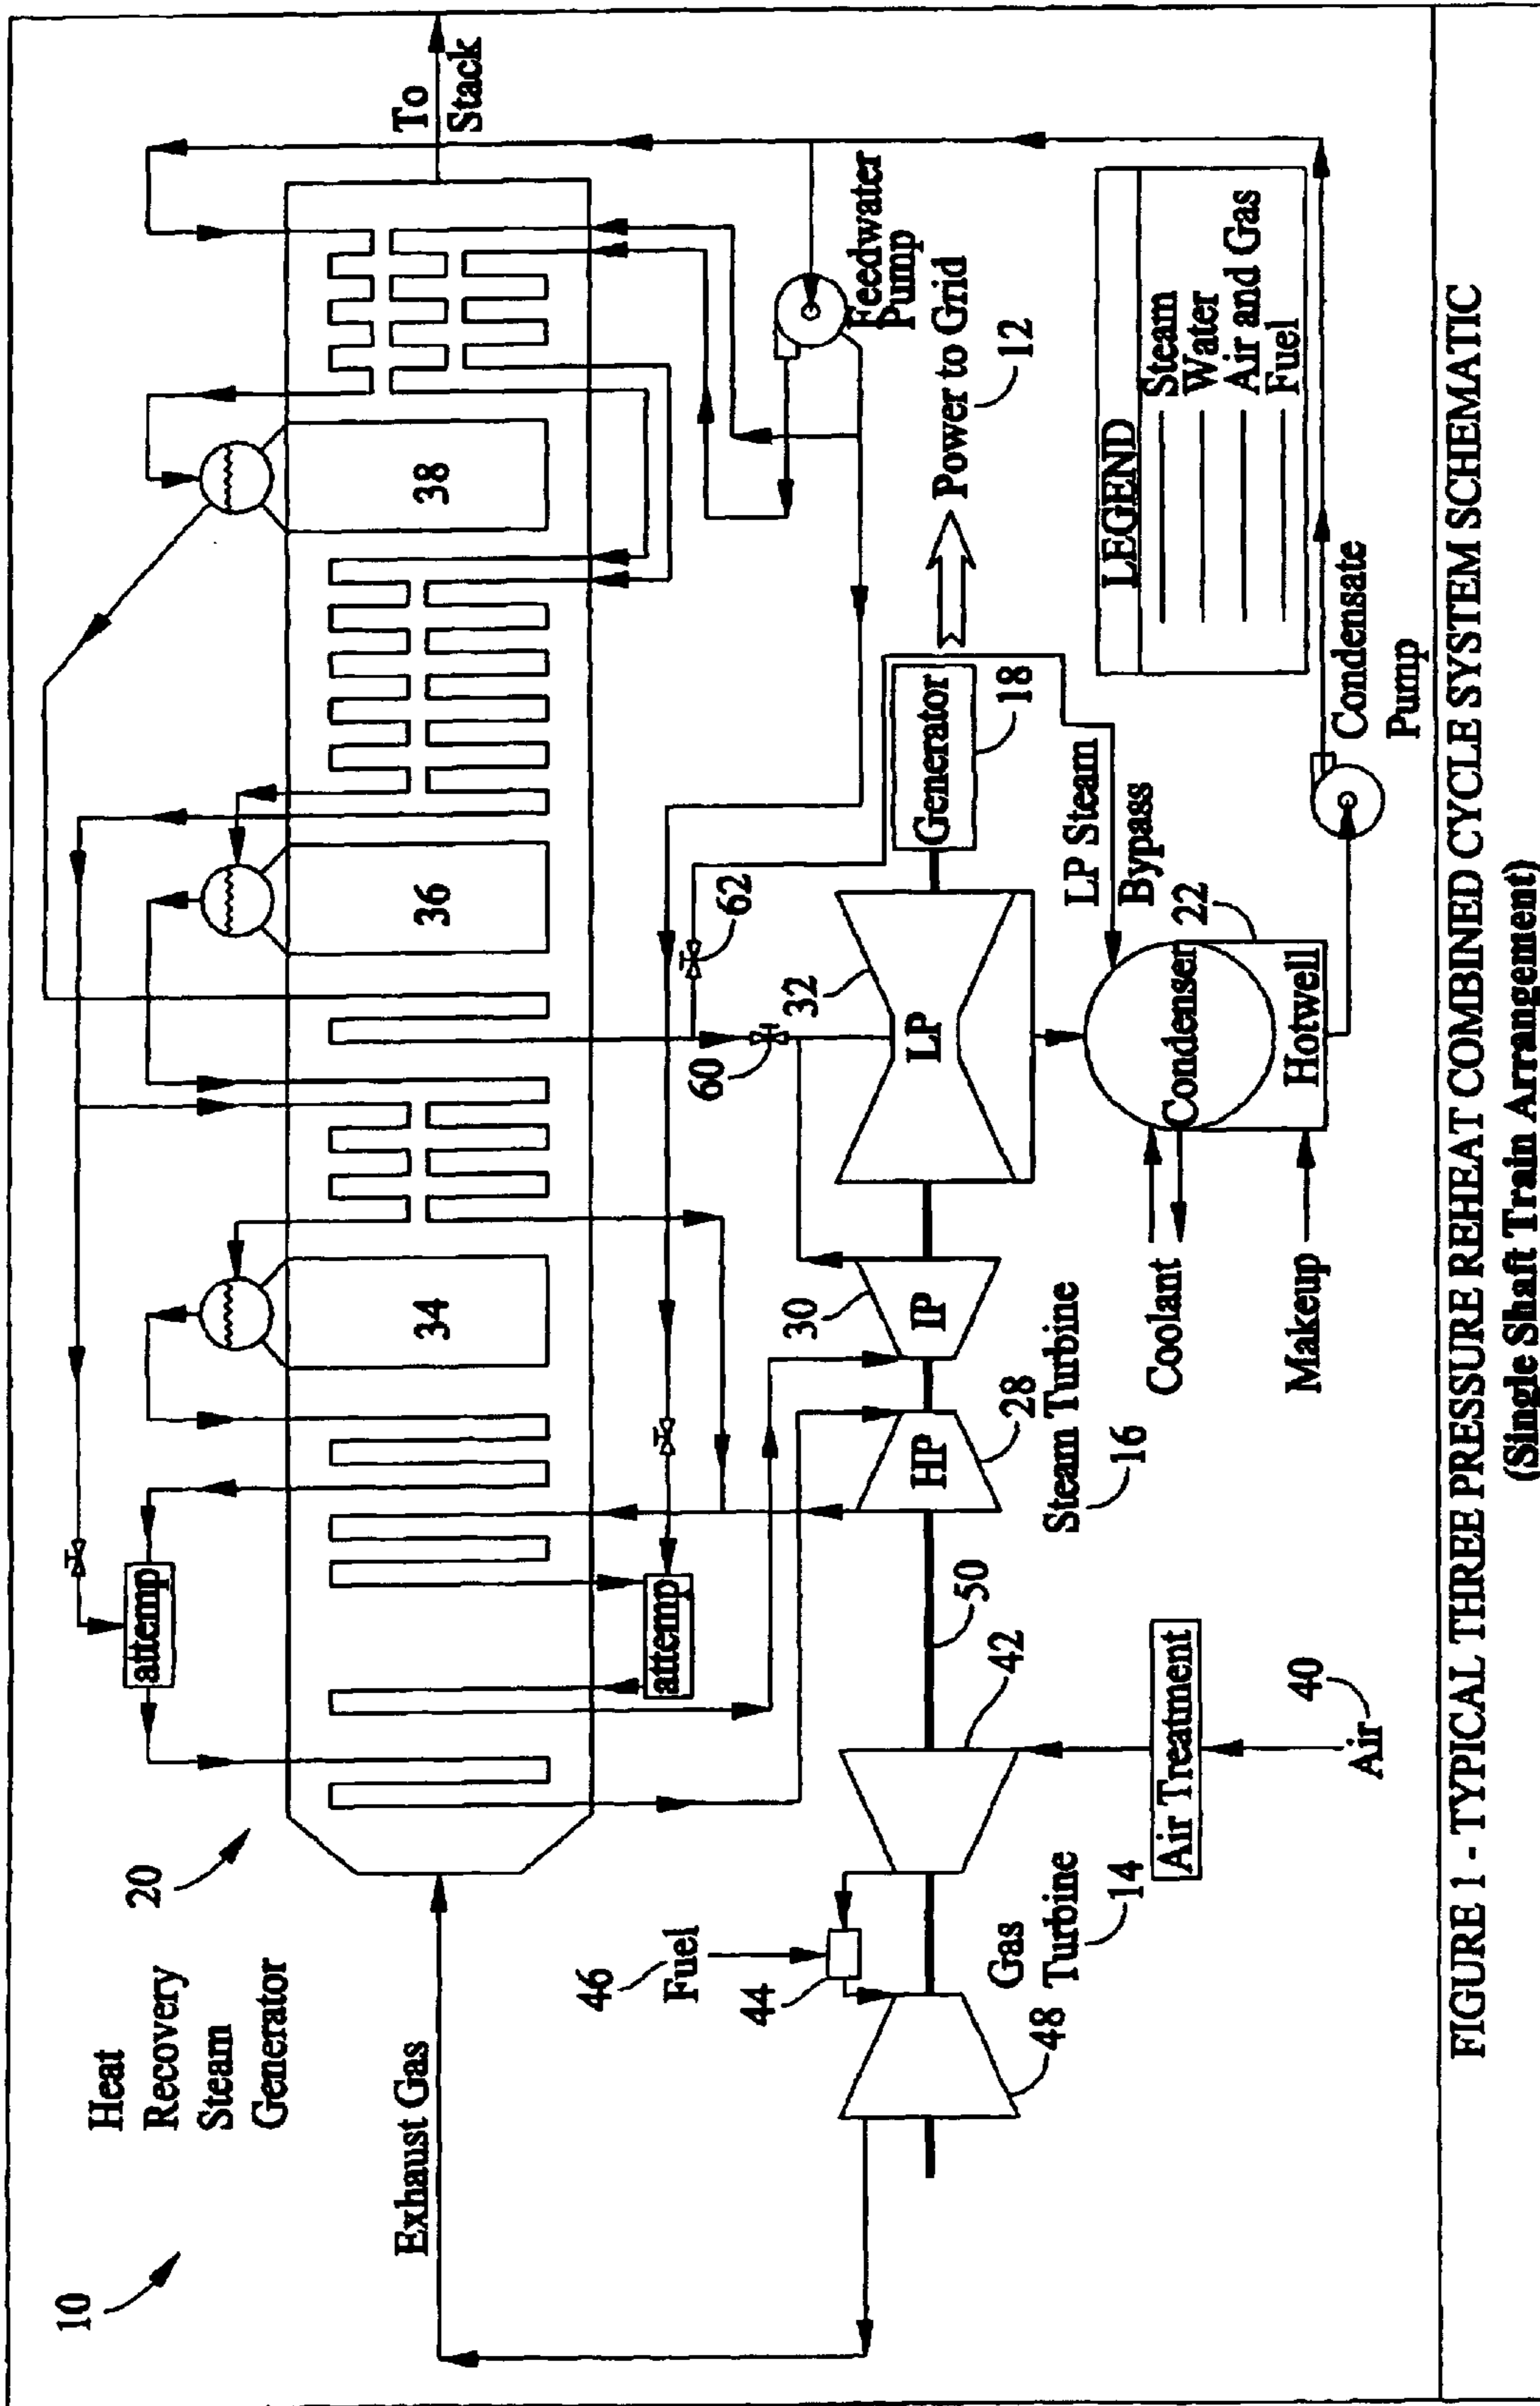 10
Heat
Recovery
Steam
Generator
20
Exhaust Gas
To
Stack
attemp
attemp
34
36
38
Feedwater
Pump
Power to Grid
12
46
Fuel
44
48
Gas
Turbine
14
42
50
Air Treatment
40
Air
HP
28
IP
30
Steam Turbine
16
LP
32
60
62
Generator
18
LP Steam
Bypass
Condenser
22
Hotwell
Coolant
Makeup
Condensate
Pump
LEGEND
Steam
Water
Air and Gas
Fuel
FIGURE 1 - TYPICAL THREE PRESSURE REHEAT COMBINED CYCLE SYSTEM SCHEMATIC
(Single Shaft Train Arrangement)